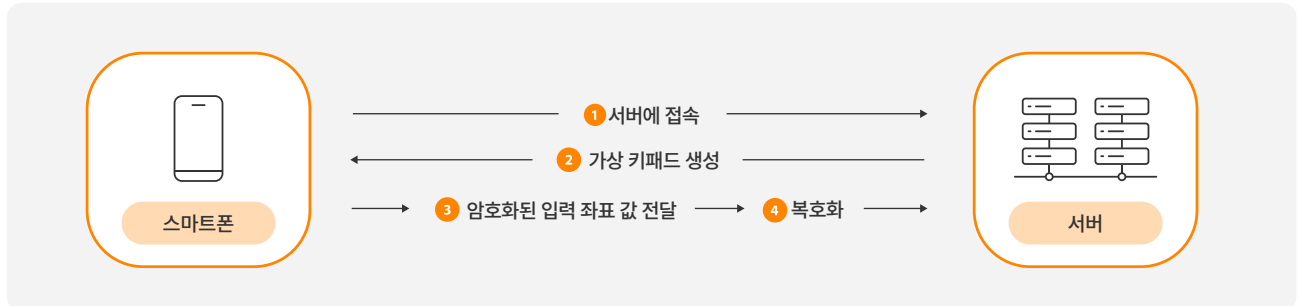 1 서버에 접속
2 가상 키패드 생성
3 암호화된 입력 좌표 값 전달 4 복호화
스마트폰 서버